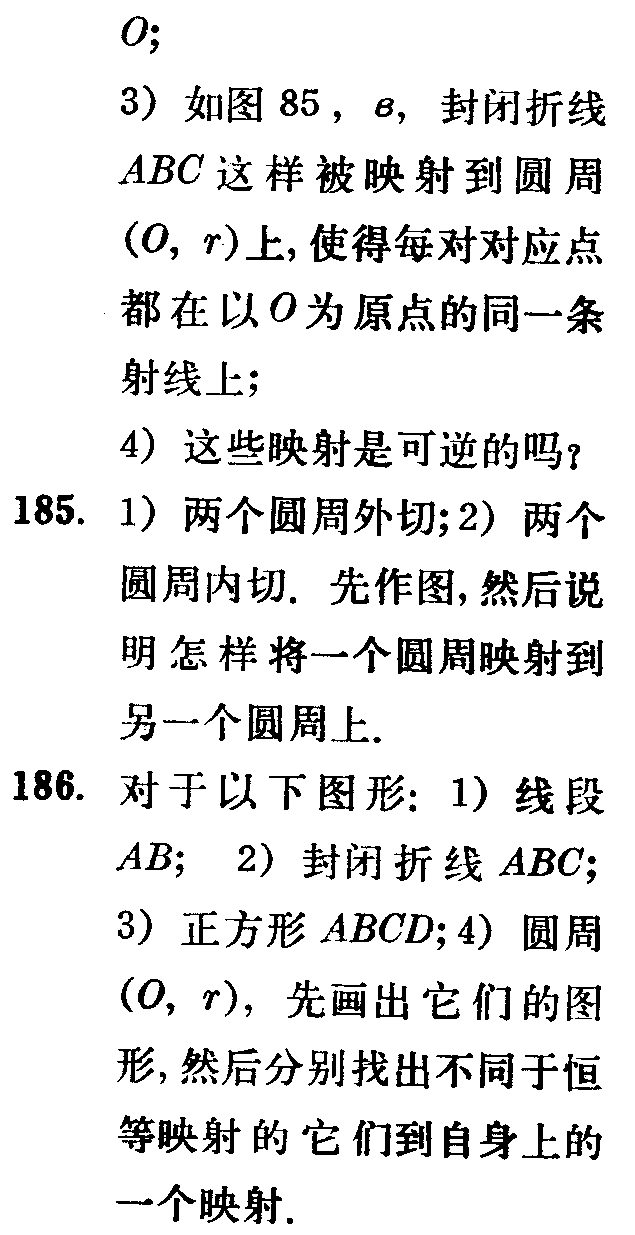 O;
3) 如图 85, в, 封闭折线
ABC 这样被映射到圆周
(O, r)上, 使得每对对应点
都在以O为原点的同一条
射线上;
4) 这些映射是可逆的吗?
185. 1) 两个圆周外切; 2) 两个
圆周内切. 先作图, 然后说
明怎样将一个圆周映射到
另一个圆周上.
186. 对于以下图形: 1) 线段
AB; 2) 封闭折线 ABC;
3) 正方形 ABCD; 4) 圆周
(O, r), 先画出它们的图
形, 然后分别找出不同于恒
等映射的它们到自身上的
一个映射.